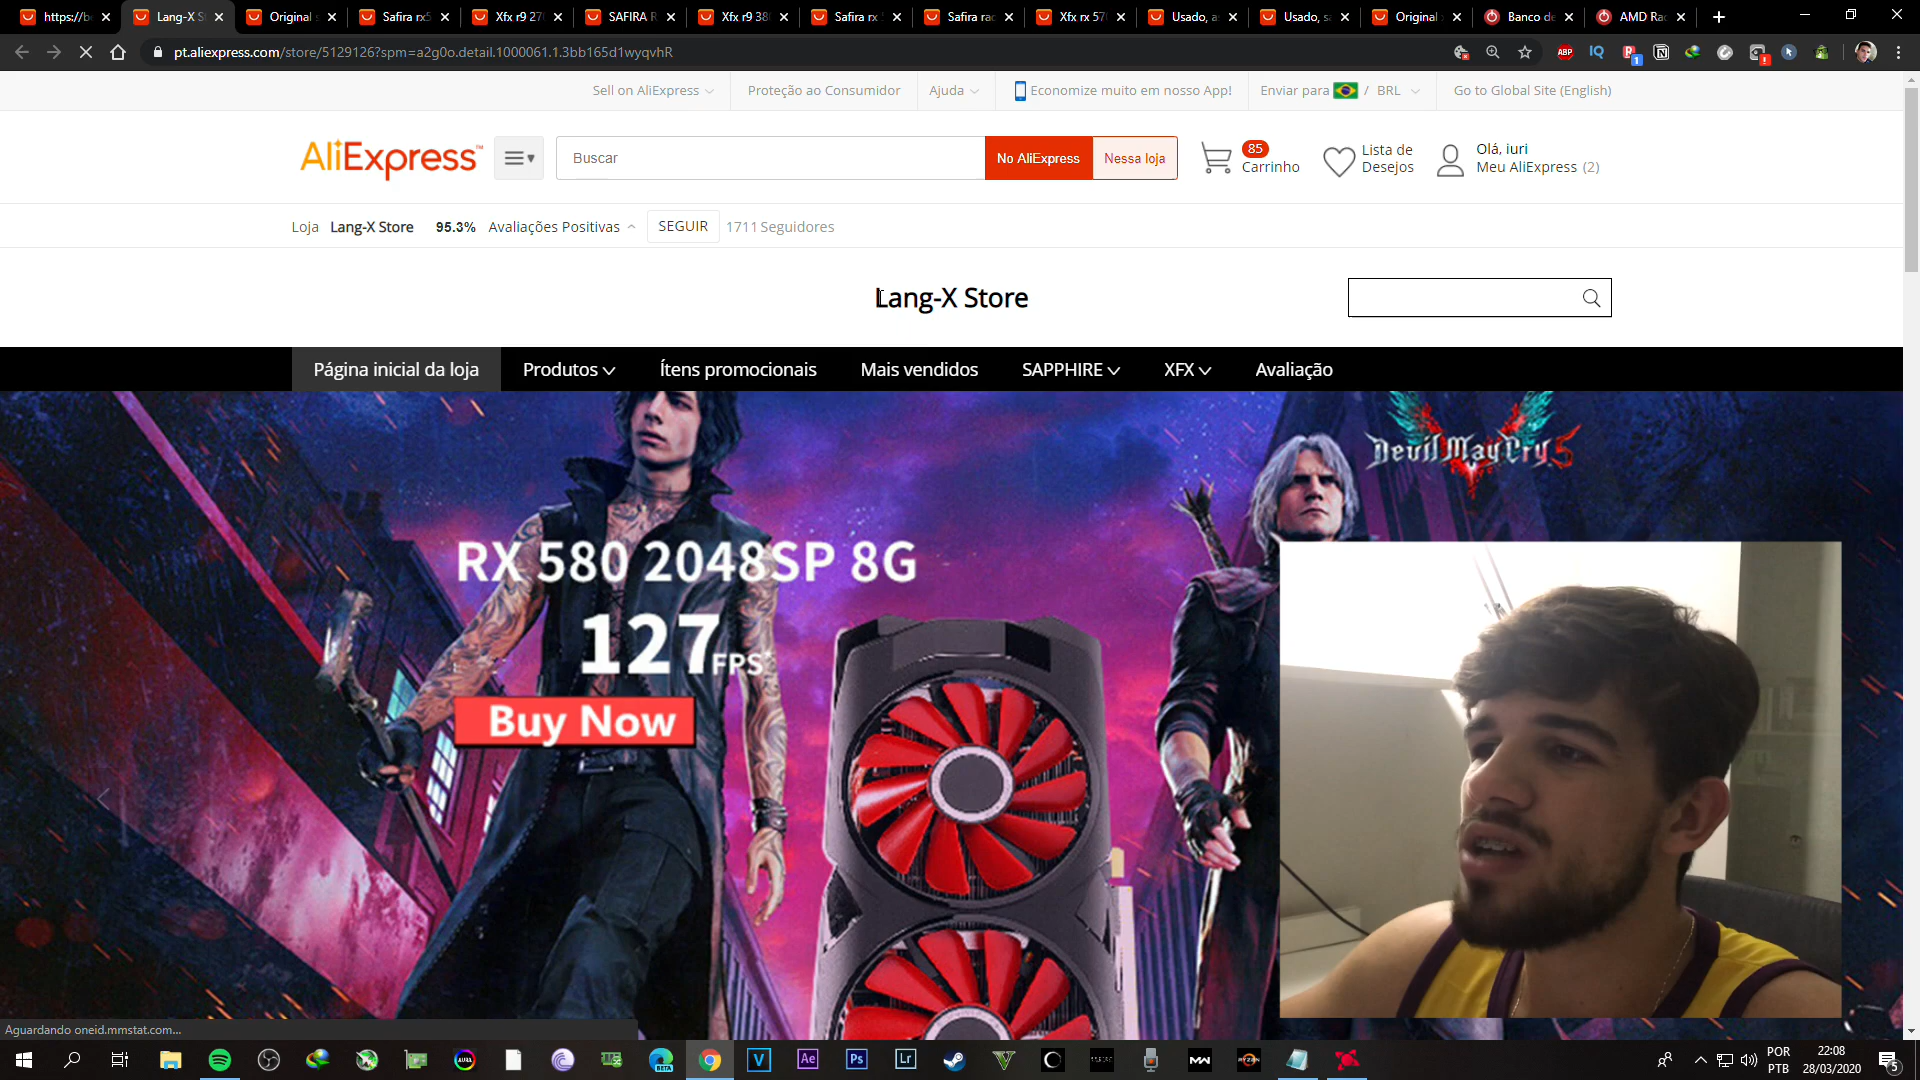 https://be
Lang-X S
Original s
Safira rx5
Xfx r9 27
SAFIRA R
Xfx r9 38
Safira rx
Safira rad
Xfx rx 57
Usado, a
Usado, s
Original
Banco de
AMD Ra
pt.aliexpress.com/store/5129126?spm=a2g0o.detail.1000061.1.3bb165d1wyqvhR
Sell on AliExpress
Proteção ao Consumidor
Ajuda
Economize muito em nosso App!
Enviar para / BRL
Go to Global Site (English)
AliExpress
Buscar
No AliExpress
Nessa loja
85
Carrinho
Lista de
Desejos
Olá, iuri
Meu AliExpress (2)
Loja Lang-X Store 95.3% Avaliações Positivas SEGUIR 1711 Seguidores
Lang-X Store
Página inicial da loja
Produtos
Ítens promocionais
Mais vendidos
SAPPHIRE
XFX
Avaliação
Devil May Cry 5
RX 580 2048SP 8G
127FPS
Buy Now
Aguardando oneid.mmstat.com...
POR
PTB
22:08
28/03/2020
5